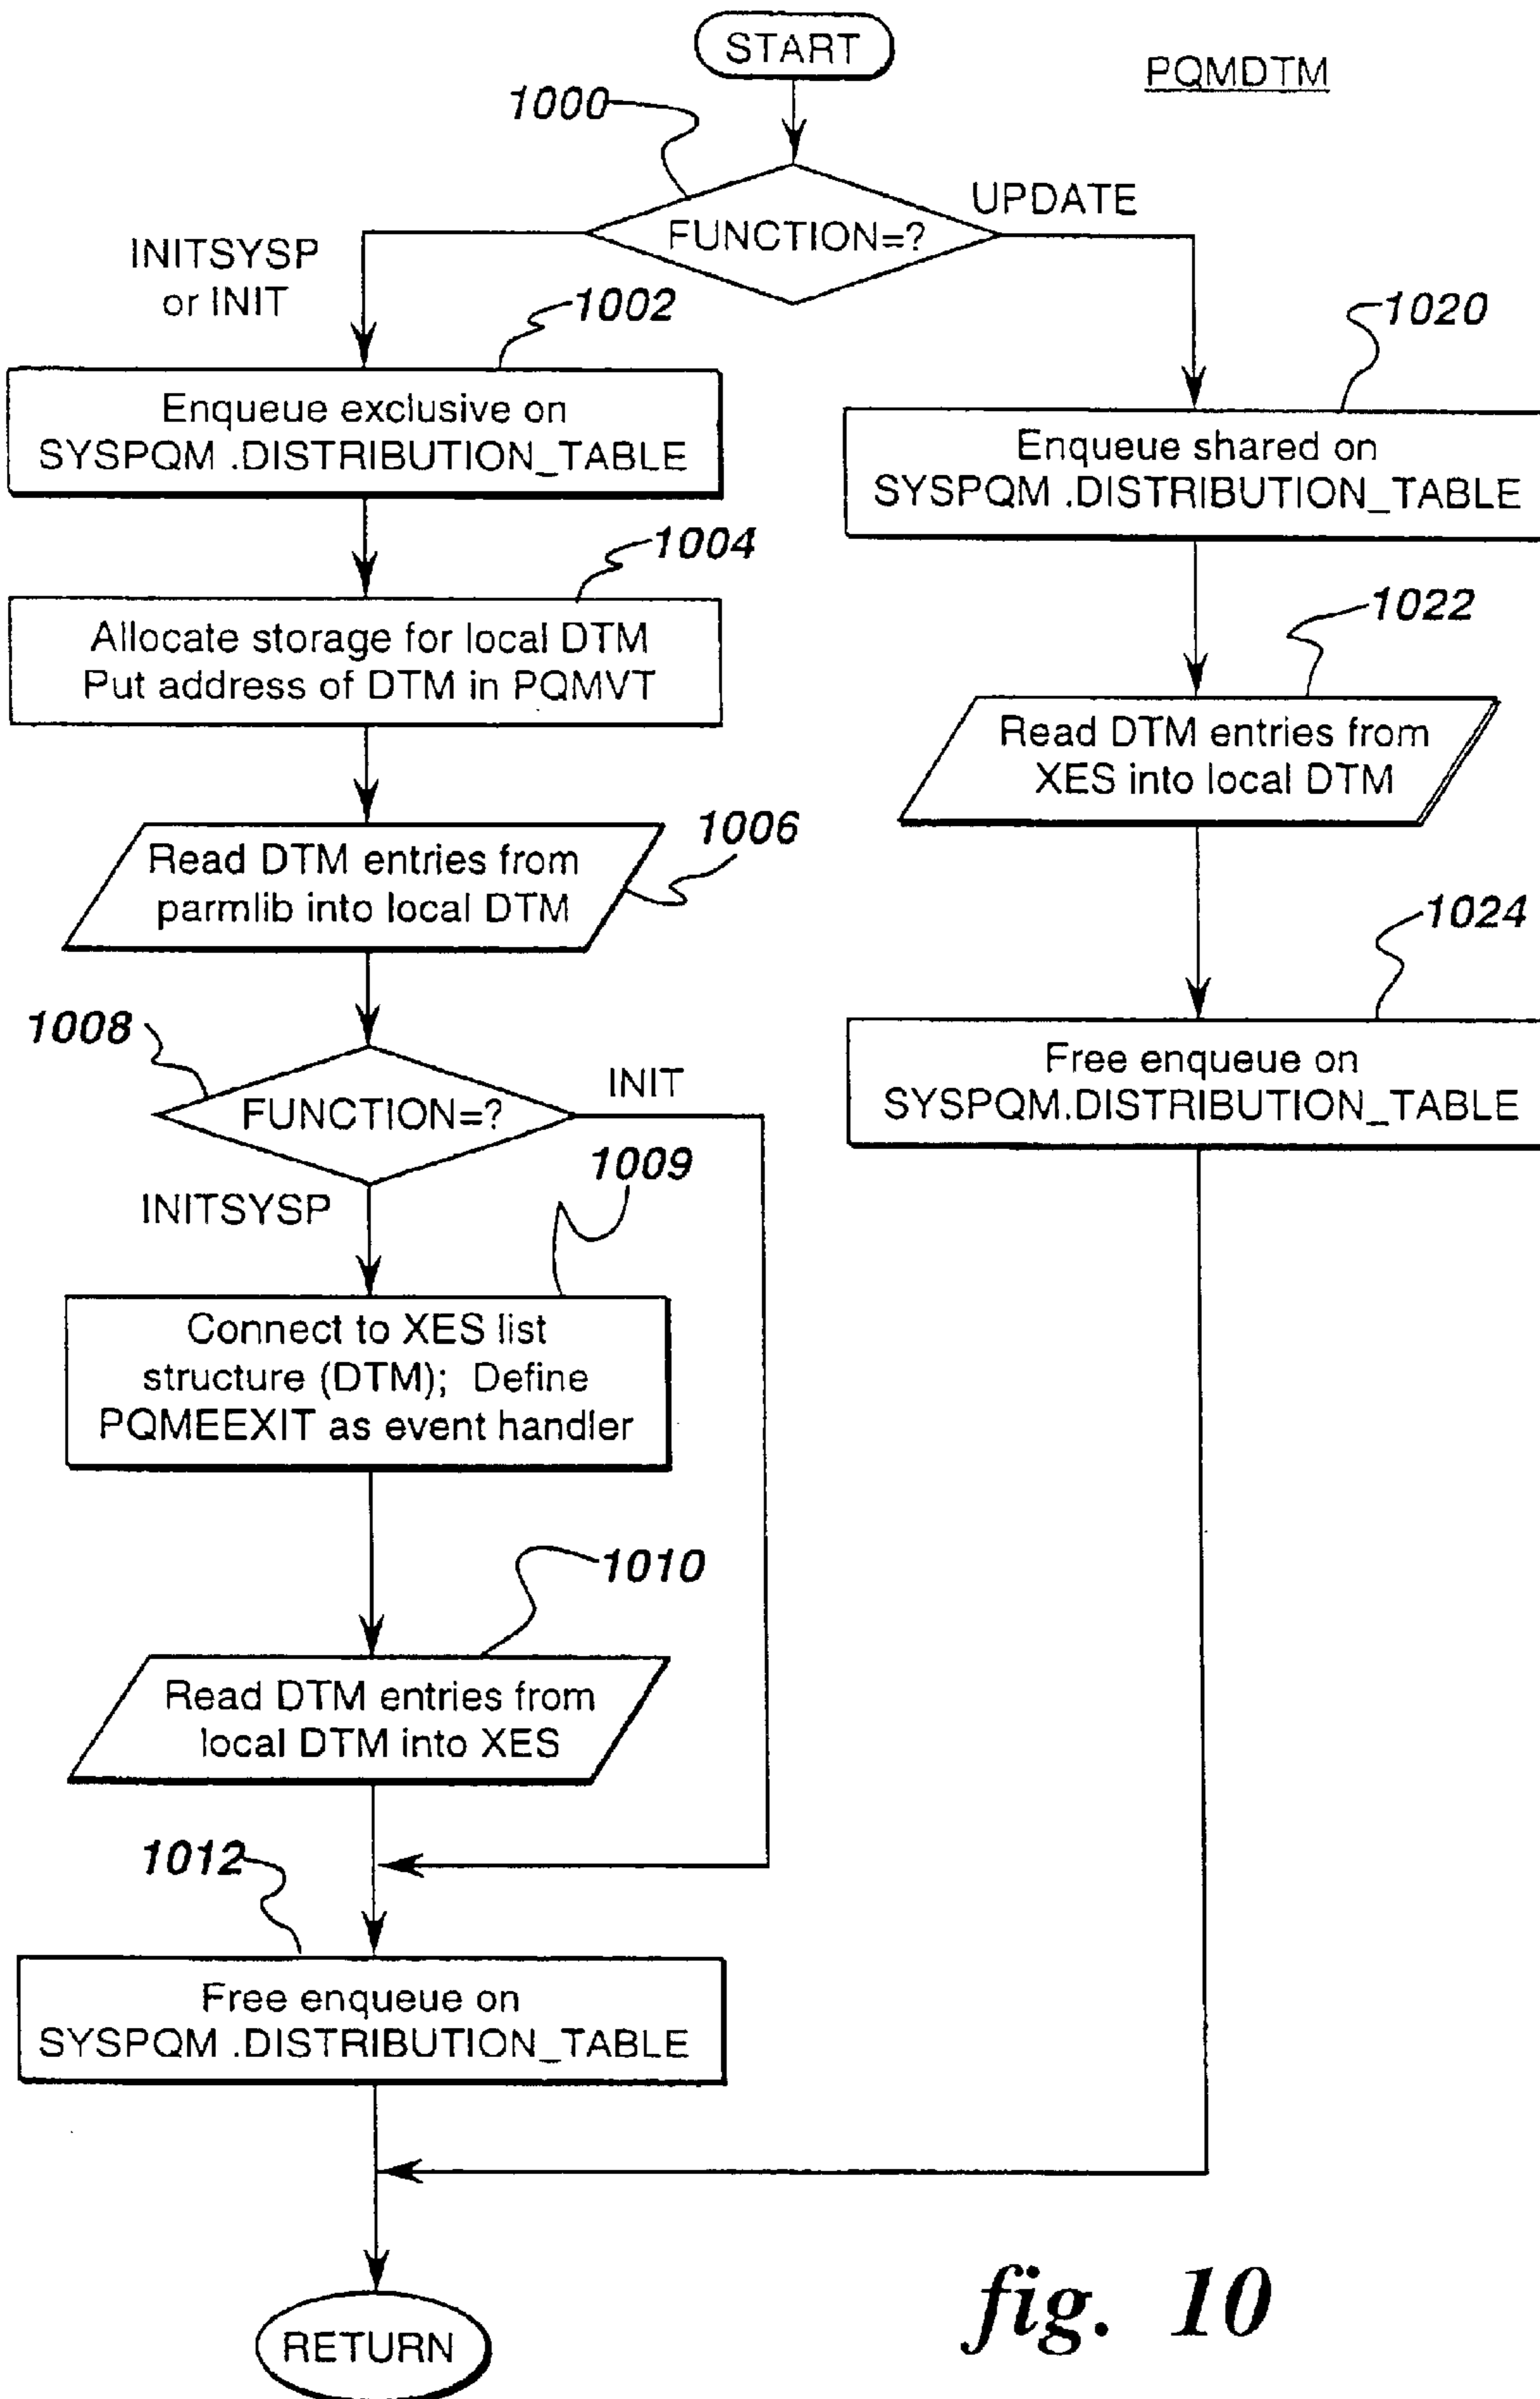 START
PQMDTM
1000
FUNCTION=?
UPDATE
INITSYSP
or INIT
1002
Enqueue exclusive on
SYSPQM .DISTRIBUTION_TABLE
1020
Enqueue shared on
SYSPQM .DISTRIBUTION_TABLE
1004
Allocate storage for local DTM
Put address of DTM in PQMVT
1022
Read DTM entries from
XES into local DTM
1006
Read DTM entries from
parmlib into local DTM
1024
Free enqueue on
SYSPQM.DISTRIBUTION_TABLE
1008
FUNCTION=?
INIT
INITSYSP
1009
Connect to XES list
structure (DTM); Define
PQMEEXIT as event handler
1010
Read DTM entries from
local DTM into XES
1012
Free enqueue on
SYSPQM .DISTRIBUTION_TABLE
RETURN
fig. 10